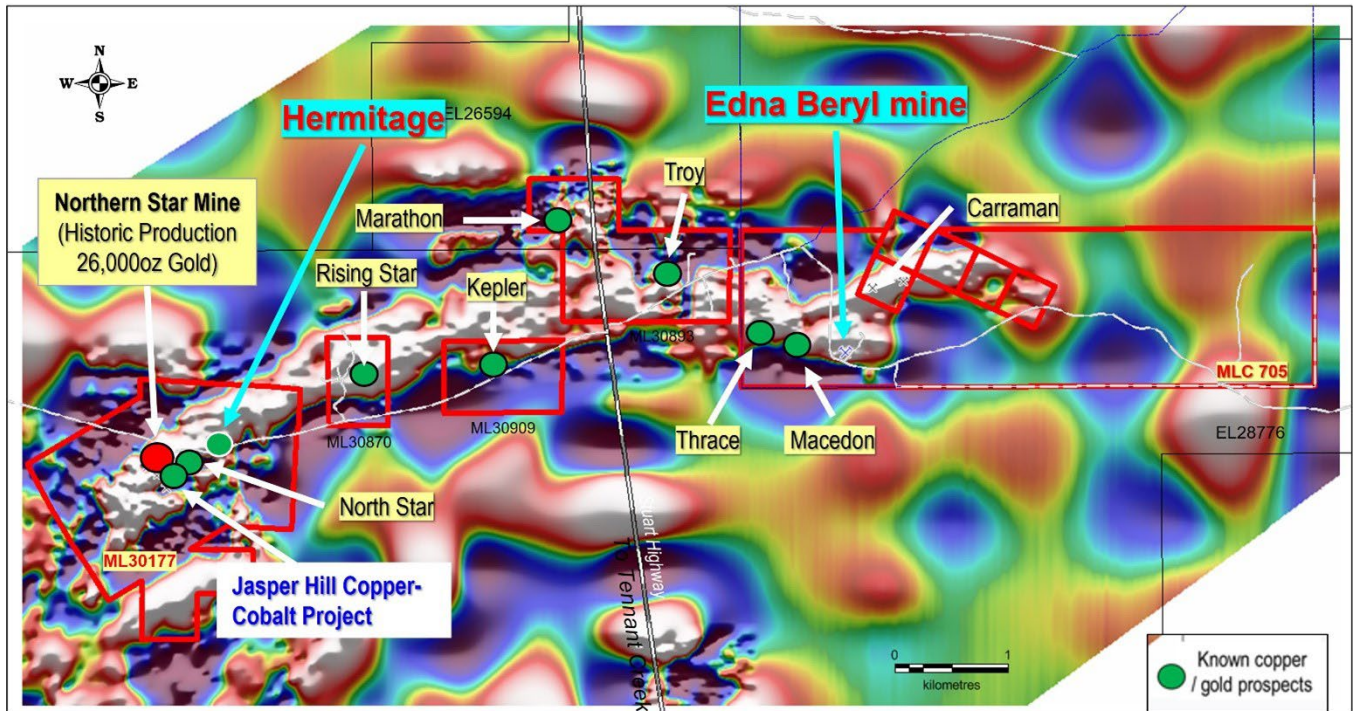 N
W E
S
Hermitage
EL26594
Edna Beryl mine
Northern Star Mine
(Historic Production
26,000oz Gold)
Marathon
Troy
Carraman
Rising Star
Kepler
ML30893
MLC 705
ML30870
ML30909
Thrace
Macedon
EL28776
North Star
ML30177
Stuart Highway
To Tennant Creek
Jasper Hill Copper-
Cobalt Project
0 1
kilometres
Known copper
/ gold prospects